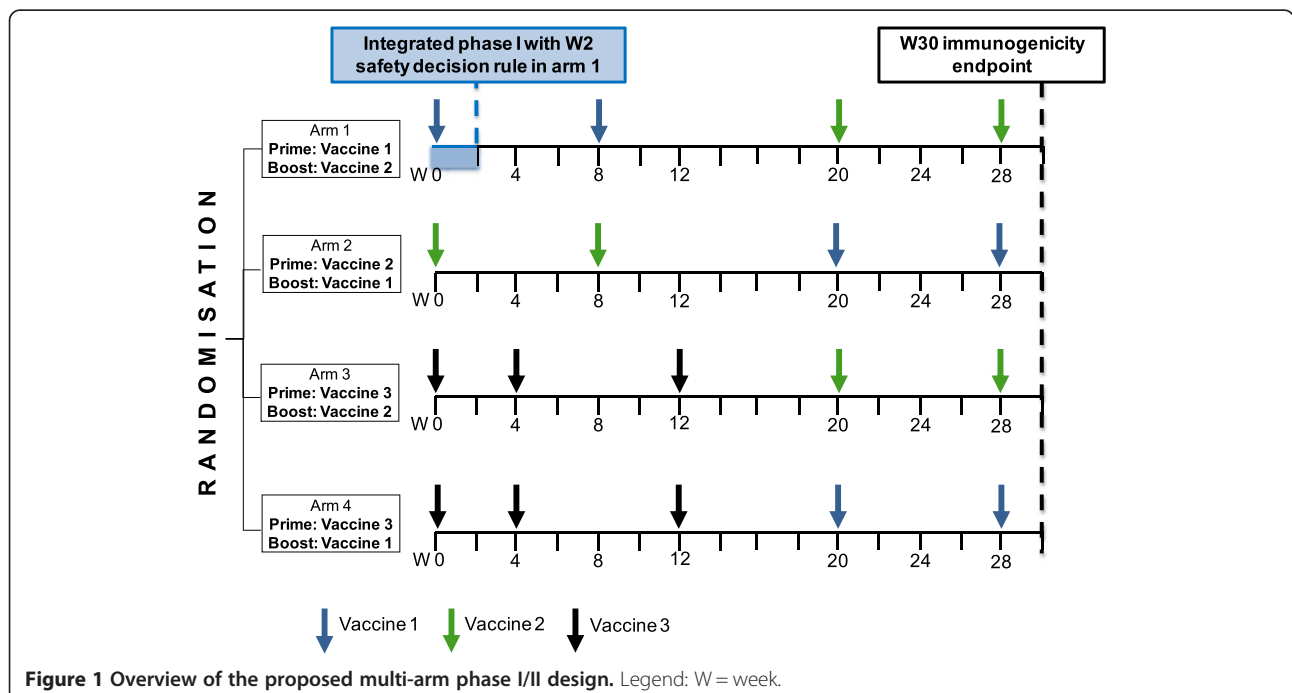 Integrated phase I with W2
safety decision rule in arm 1
W30 immunogenicity
endpoint
RANDOMISATION
Arm 1
Prime: Vaccine 1
Boost: Vaccine 2
W 0 4 8 12 20 24 28
Arm 2
Prime: Vaccine 2
Boost: Vaccine 1
W 0 4 8 12 20 24 28
Arm 3
Prime: Vaccine 3
Boost: Vaccine 2
W 0 4 8 12 20 24 28
Arm 4
Prime: Vaccine 3
Boost: Vaccine 1
W 0 4 8 12 20 24 28
Vaccine 1 Vaccine 2 Vaccine 3
Figure 1 Overview of the proposed multi-arm phase I/II design. Legend: W = week.